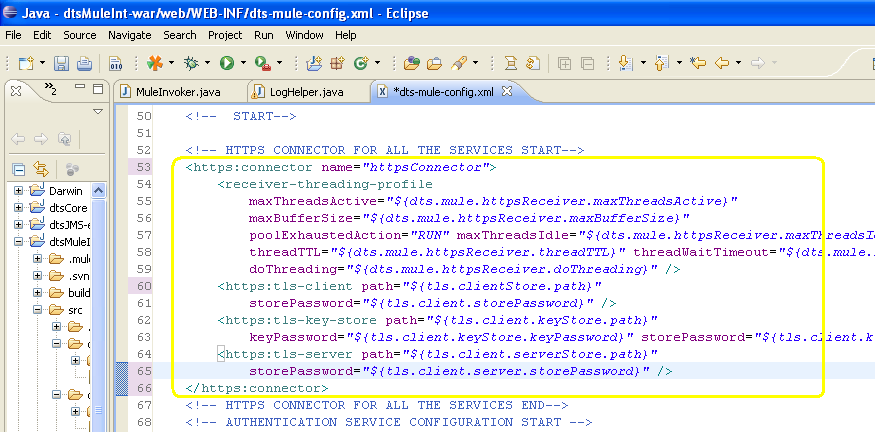 Java - dtsMuleInt-war/web/WEB-INF/dts-mule-config.xml - Eclipse
File Edit Source Navigate Search Project Run Window Help
MuleInvoker.java LogHelper.java *dts-mule-config.xml
50 <!-- START-->
51
52 <!-- HTTPS CONNECTOR FOR ALL THE SERVICES START-->
53 <https:connector name="httpsConnector">
54 <receiver-threading-profile
55 maxThreadsActive="${dts.mule.httpsReceiver.maxThreadsActive}"
56 maxBufferSize="${dts.mule.httpsReceiver.maxBufferSize}"
57 poolExhaustedAction="RUN" maxThreadsIdle="${dts.mule.httpsReceiver.maxThreadsId
58 threadTTL="${dts.mule.httpsReceiver.threadTTL}" threadWaitTimeout="${dts.mule.h
59 doThreading="${dts.mule.httpsReceiver.doThreading}" />
60 <https:tls-client path="${tls.clientStore.path}"
61 storePassword="${tls.client.storePassword}" />
62 <https:tls-key-store path="${tls.client.keyStore.path}"
63 keyPassword="${tls.client.keyStore.keyPassword}" storePassword="${tls.client.k
64 <https:tls-server path="${tls.client.serverStore.path}"
65 storePassword="${tls.client.server.storePassword}" />
66 </https:connector>
67 <!-- HTTPS CONNECTOR FOR ALL THE SERVICES END-->
68 <!-- AUTHENTICATION SERVICE CONFIGURATION START -->
Darwin
dtsCore
dtsJMS-e
dtsMuleI
.mule
.svn
build
src